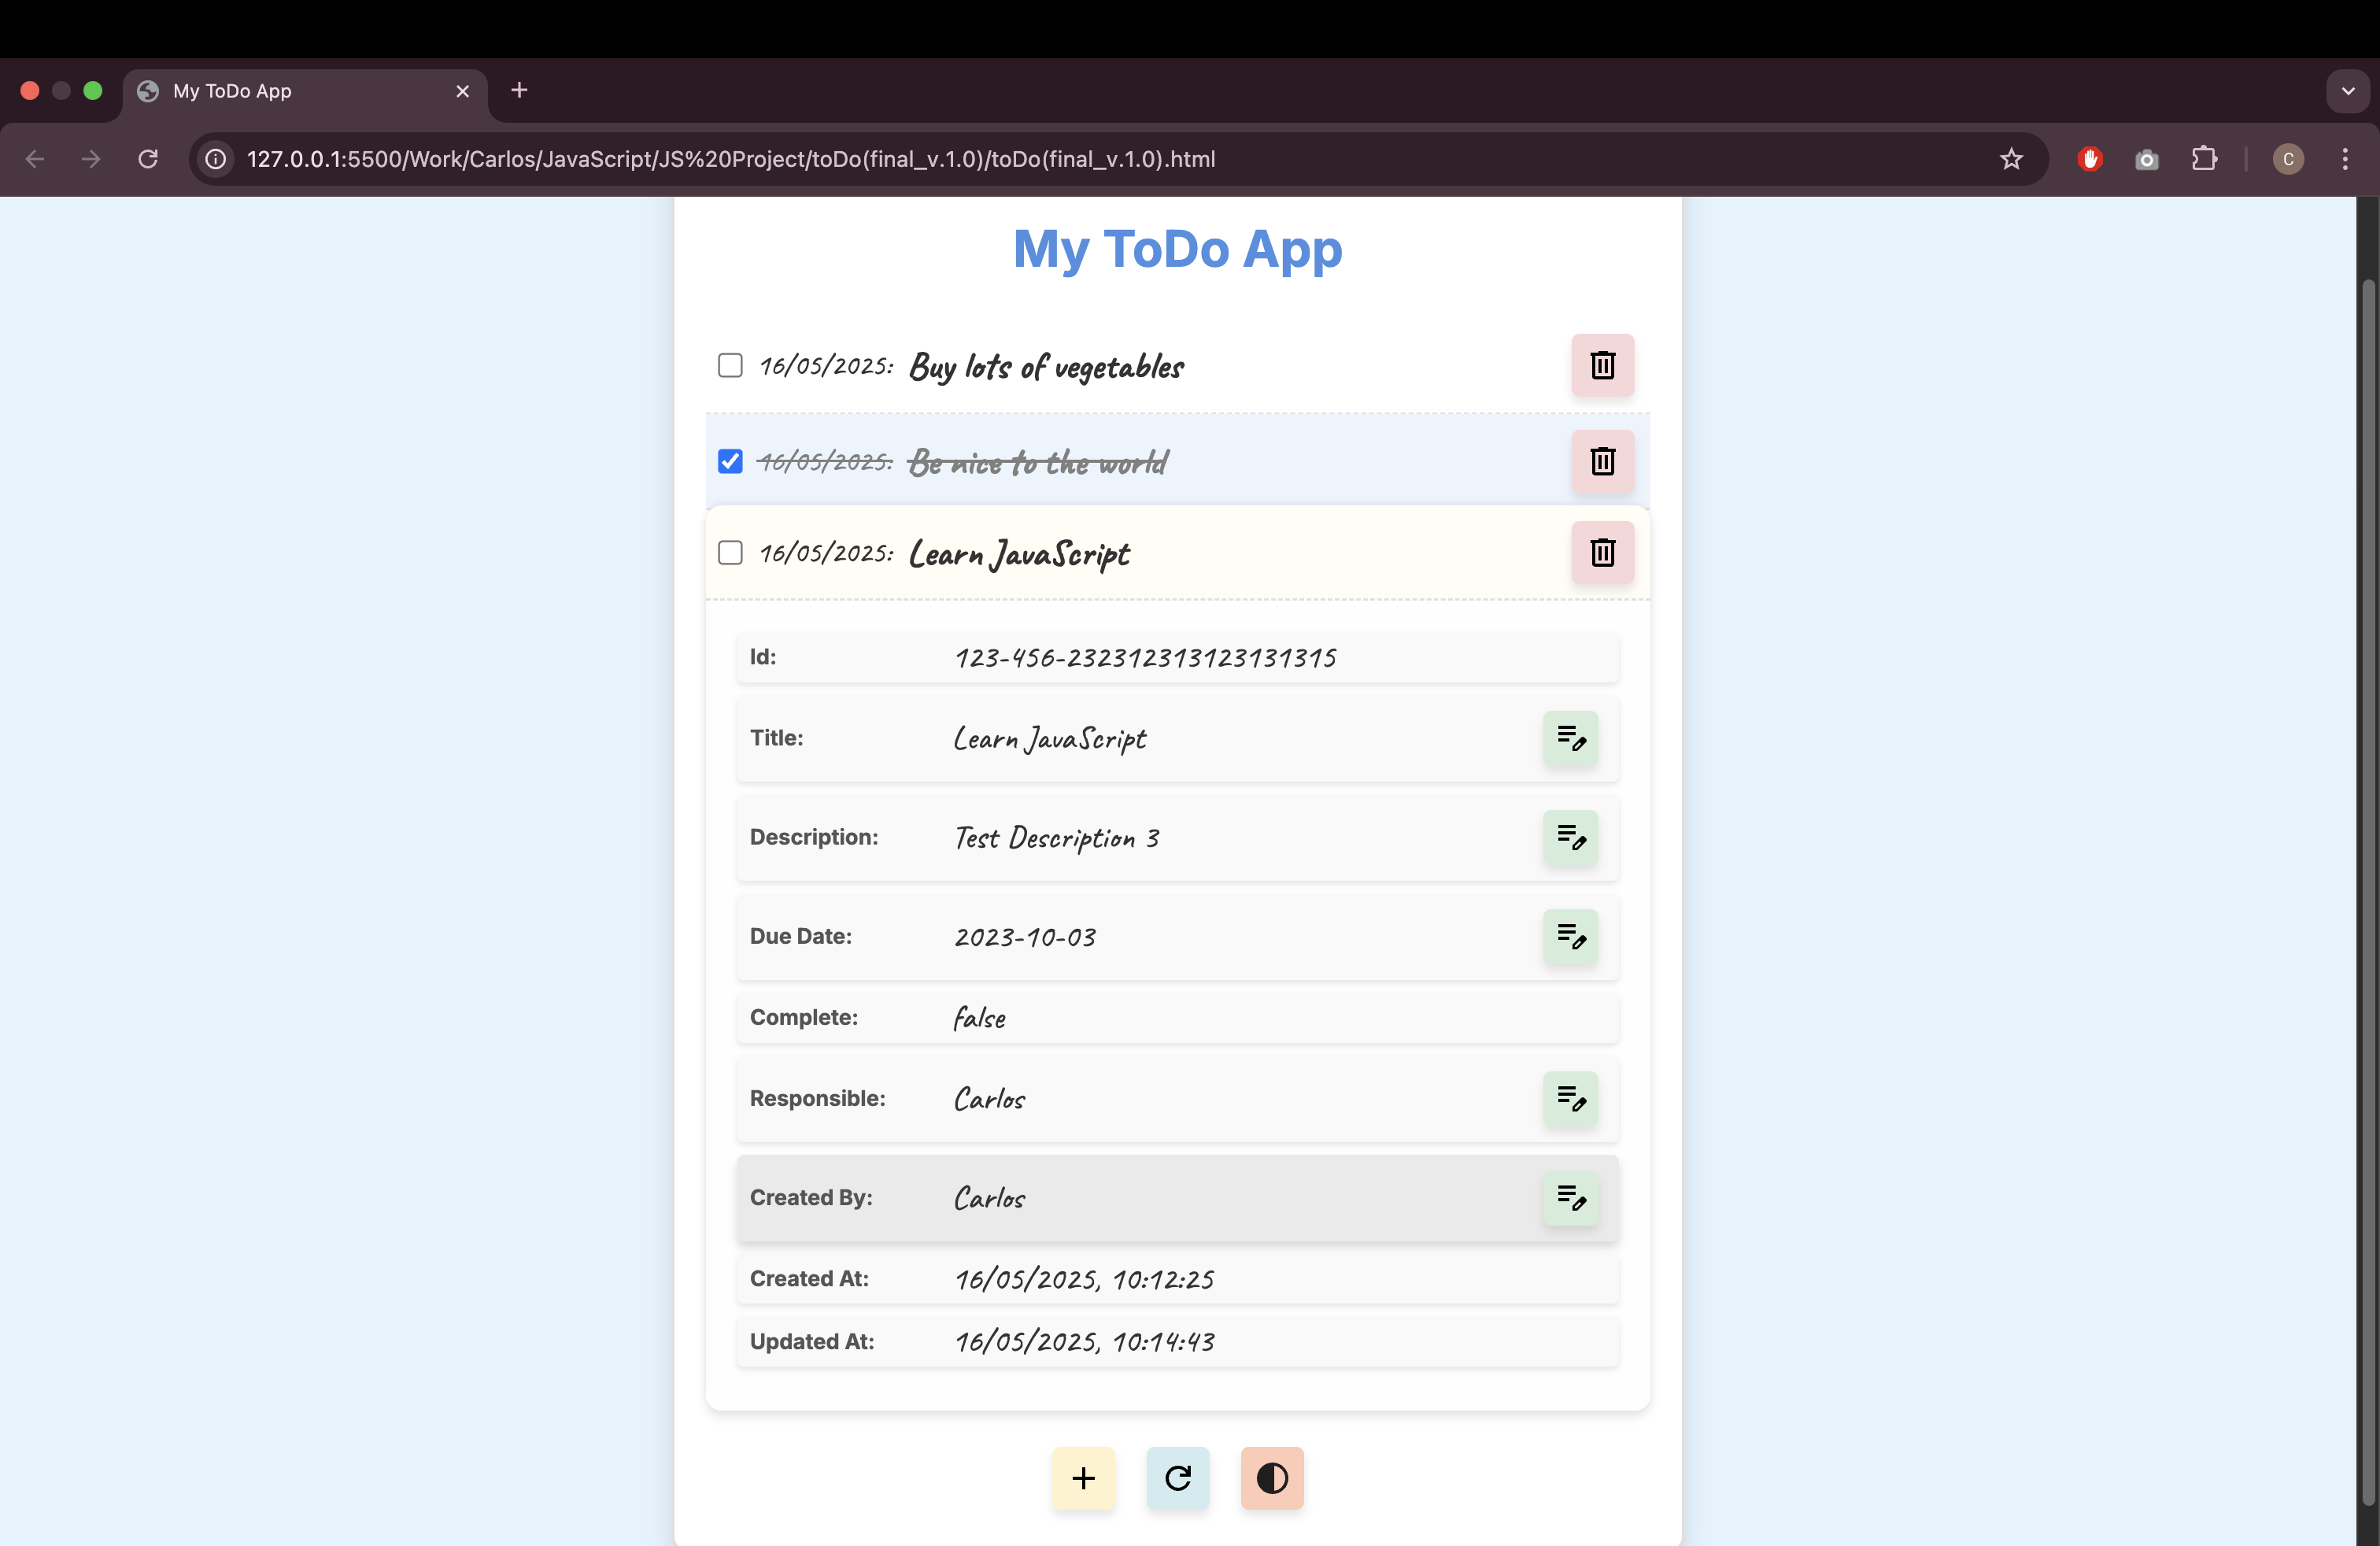 My ToDo App
127.0.0.1:5500/Work/Carlos/JavaScript/JS%20Project/toDo(final_v.1.0)/toDo(final_v.1.0).html
C
My ToDo App
16/05/2025: Buy lots of vegetables
16/05/2025: Be nice to the world
16/05/2025: Learn JavaScript
Id: 123-456-232312313123131315
Title: Learn JavaScript
Description: Test Description 3
Due Date: 2023-10-03
Complete: false
Responsible: Carlos
Created By: Carlos
Created At: 16/05/2025, 10:12:25
Updated At: 16/05/2025, 10:14:43